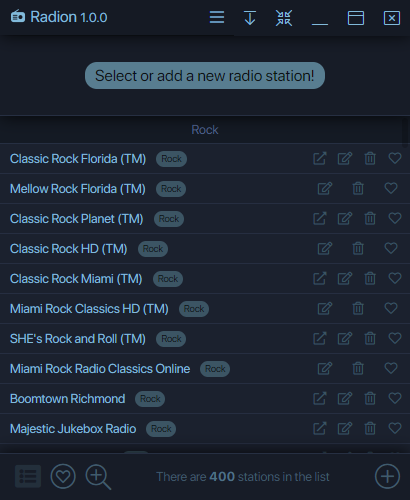 Radion 1.0.0
Select or add a new radio station!
Rock
Classic Rock Florida (TM) Rock
Mellow Rock Florida (TM) Rock
Classic Rock Planet (TM) Rock
Classic Rock HD (TM) Rock
Classic Rock Miami (TM) Rock
Miami Rock Classics HD (TM) Rock
SHE's Rock and Roll (TM) Rock
Miami Rock Radio Classics Online Rock
Boomtown Richmond Rock
Majestic Jukebox Radio Rock
There are 400 stations in the list